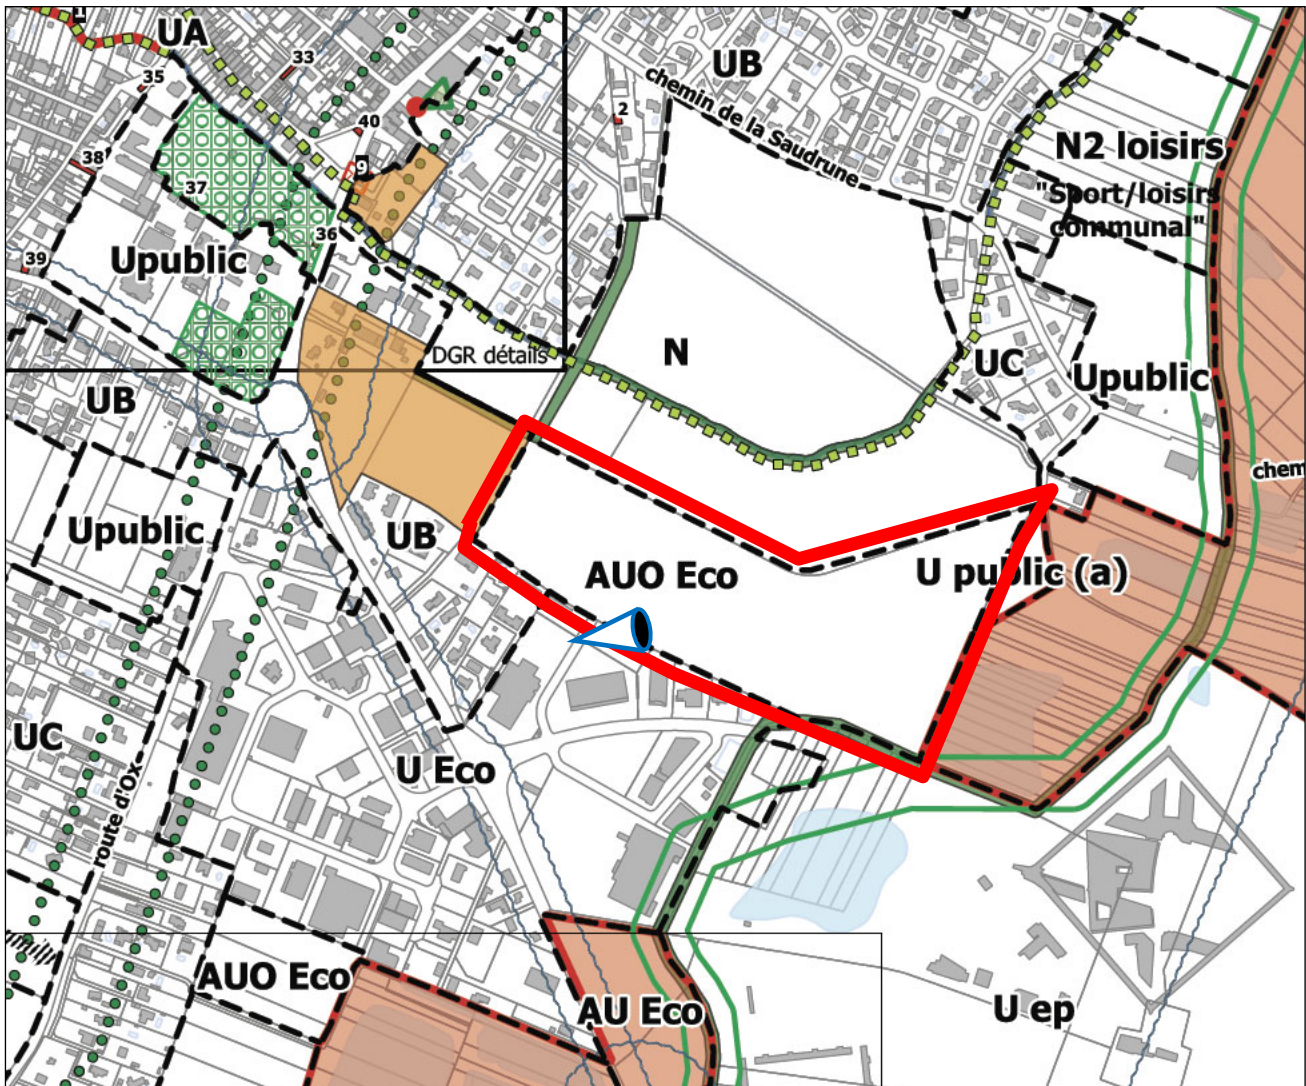 1
UA
33
35
UB
chemin de la Saudrune
2
40
9
38
37
N2 loisirs
"Sport/loisirs
communal"
36
Upublic
39
DGR détails
N
UC
Upublic
UB
chem
Upublic
UB
AUO Eco
U public (a)
UC
U Eco
route d'Ox
AUO Eco
AU Eco
U ep